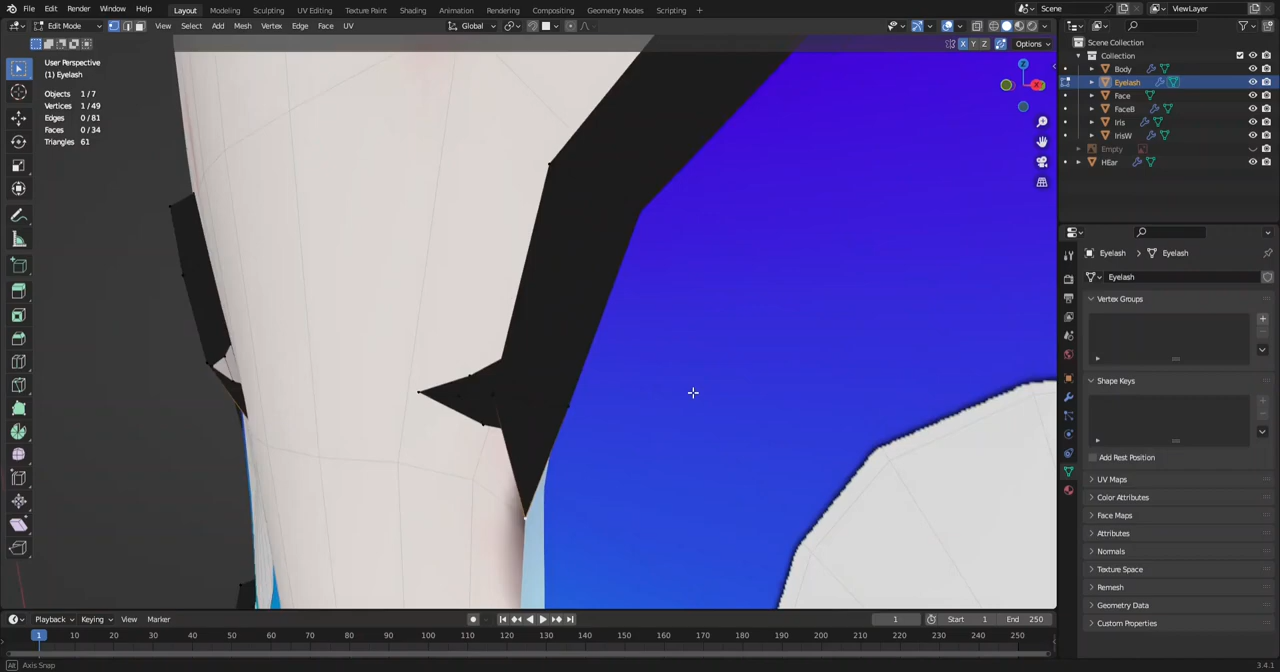 File Edit Render Window Help Layout Modeling Sculpting UV Editing Texture Paint Shading Animation Rendering Compositing Geometry Nodes Scripting + Scene ViewLayer
Edit Mode View Select Add Mesh Vertex Edge Face UV Global
X Y Z Options
User Perspective
(1) Eyelash
Objects 1/7
Vertices 1/49
Edges 0/81
Faces 0/34
Triangles 61
Z
Scene Collection
Collection
Body
Eyelash
Face
FaceB
Iris
IrisW
Empty
HEar
Eyelash > Eyelash
Eyelash
Vertex Groups
Shape Keys
Add Rest Position
UV Maps
Color Attributes
Face Maps
Attributes
Normals
Texture Space
Remesh
Geometry Data
Custom Properties
Playback Keying View Marker 1 Start 1 End 250
1 10 20 30 40 50 60 70 80 90 100 110 120 130 140 150 160 170 180 190 200 210 220 230 240 250
Alt Axis Snap 3.4.1